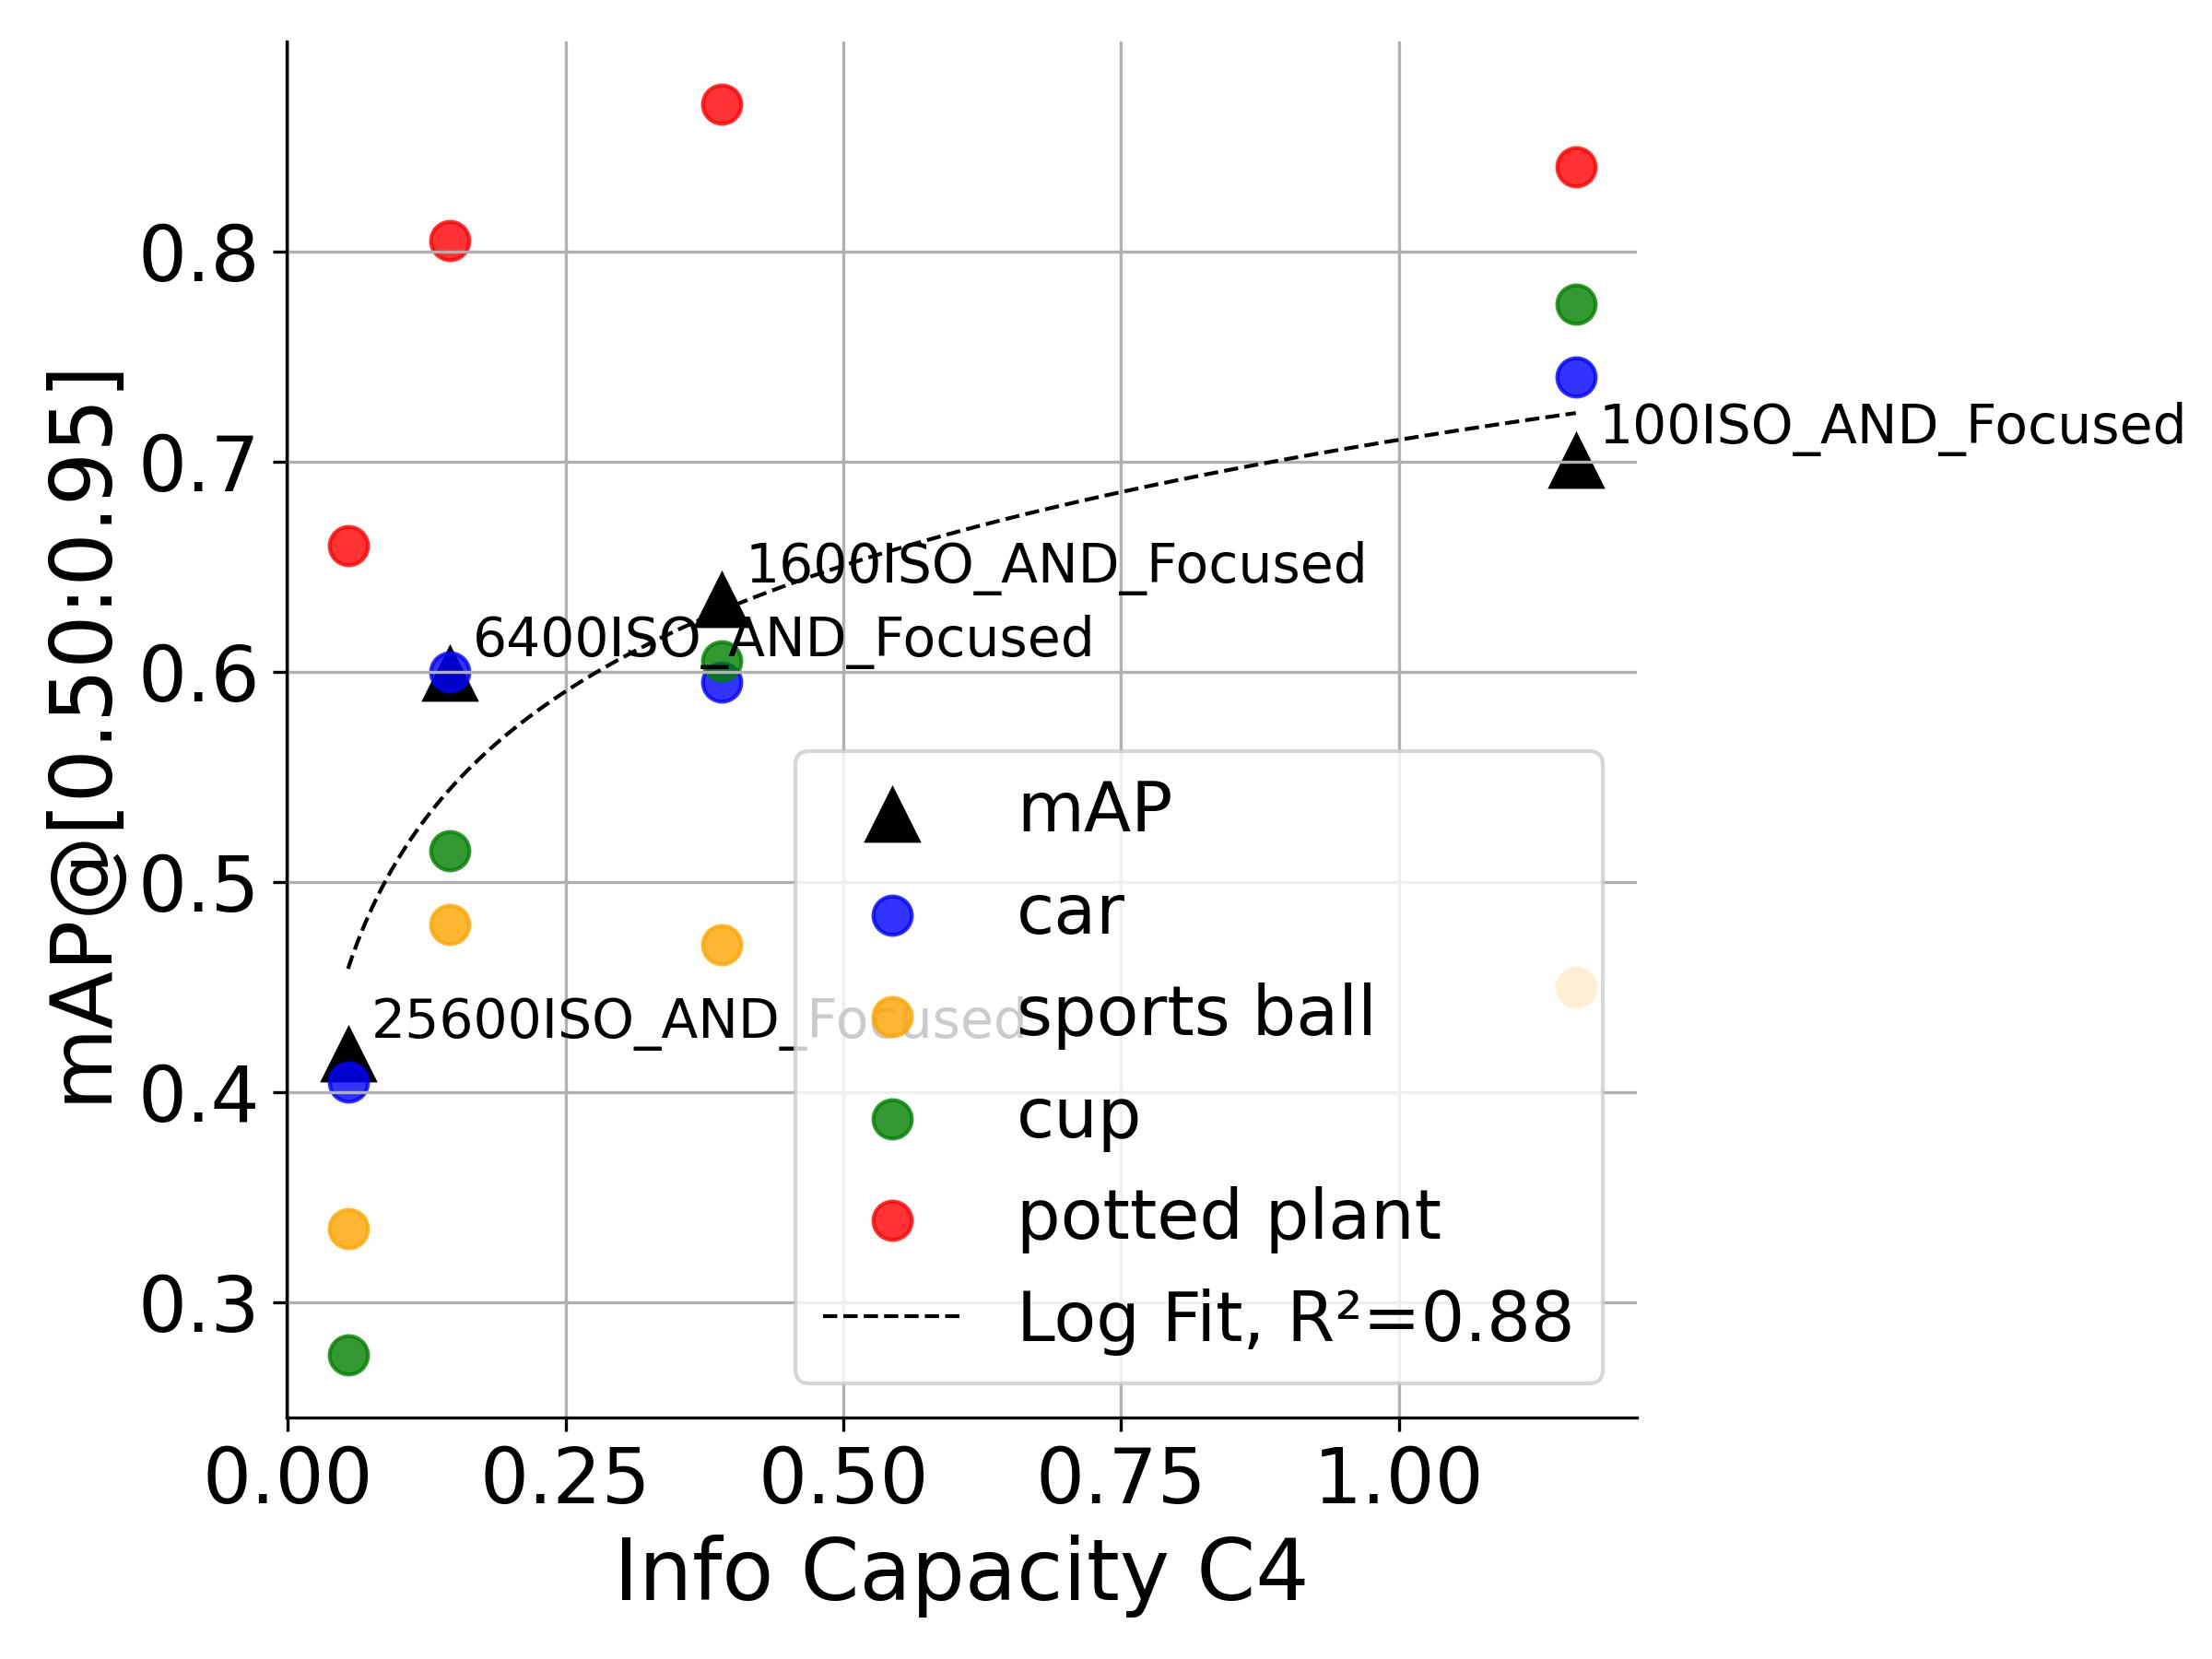 mAP@[0.50:0.95]
0.8
0.7
0.6
0.5
0.4
0.3
100ISO_AND_Focused
1600ISO_AND_Focused
6400ISO_AND_Focused
25600ISO_AND_Focused
mAP
car
sports ball
cup
potted plant
Log Fit, R²=0.88
0.00 0.25 0.50 0.75 1.00
Info Capacity C4